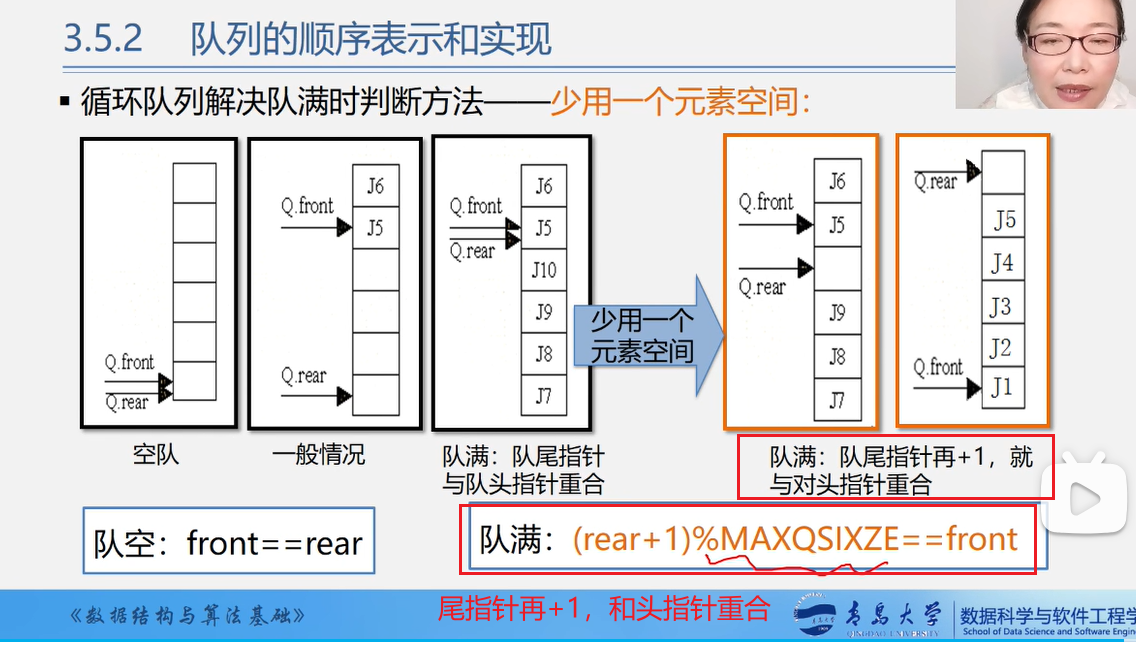 3.5.2 队列的顺序表示和实现
▪ 循环队列解决队满时判断方法——少用一个元素空间：
Q.front
Q.rear
空队
J6
Q.front
J5
Q.rear
一般情况
J6
Q.front
J5
Q.rear
J10
J9
J8
J7
队满：队尾指针
与队头指针重合
少用一个
元素空间
J6
Q.front
J5
Q.rear
J9
J8
J7
Q.rear
J5
J4
J3
J2
Q.front
J1
队满：队尾指针再+1，就
与对头指针重合
队空：front==rear
队满：(rear+1)%MAXQSIXZE==front
《数据结构与算法基础》
尾指针再+1，和头指针重合
青岛大学
QINGDAO UNIVERSITY
数据科学与软件工程学
School of Data Science and Software Engin